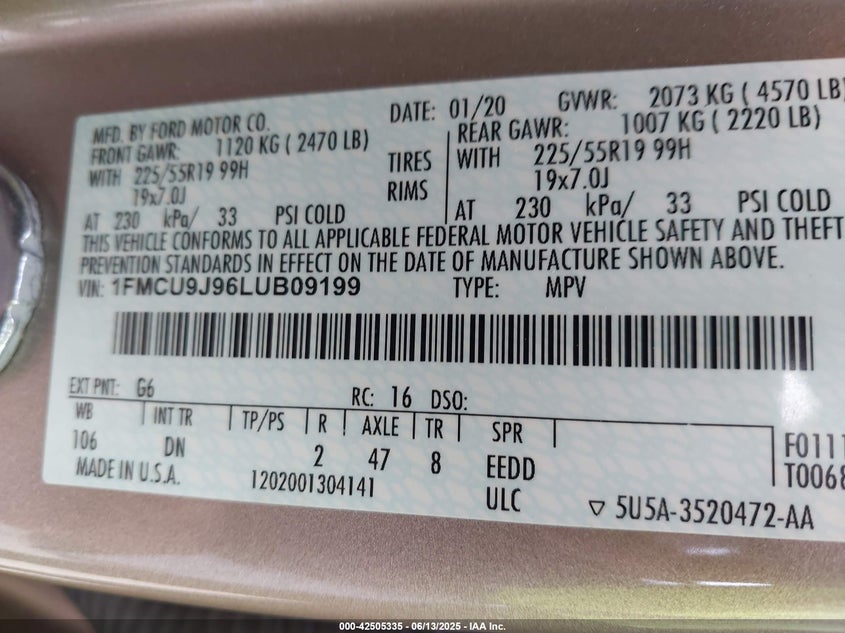 MFD. BY FORD MOTOR CO. DATE: 01/20 GVWR: 2073 KG ( 4570 LB)
FRONT GAWR: 1120 KG ( 2470 LB) REAR GAWR: 1007 KG ( 2220 LB)
WITH 225/55R19 99H TIRES WITH 225/55R19 99H
19x7.0J RIMS 19x7.0J
AT 230 kPa/ 33 PSI COLD AT 230 kPa/ 33 PSI COLD
THIS VEHICLE CONFORMS TO ALL APPLICABLE FEDERAL MOTOR VEHICLE SAFETY AND THEFT
PREVENTION STANDARDS IN EFFECT ON THE DATE OF MANUFACTURE SHOWN ABOVE.
VIN: 1FMCU9J96LUB09199 TYPE: MPV
EXT PNT: G6 RC: 16 DSO:
WB INT TR TP/PS R AXLE TR SPR
106 DN 2 47 8 EEDD F0111
MADE IN U.S.A. 1202001304141 ULC T0068
▽ 5U5A-3520472-AA
000-42505335 - 06/13/2025 - IAA Inc.